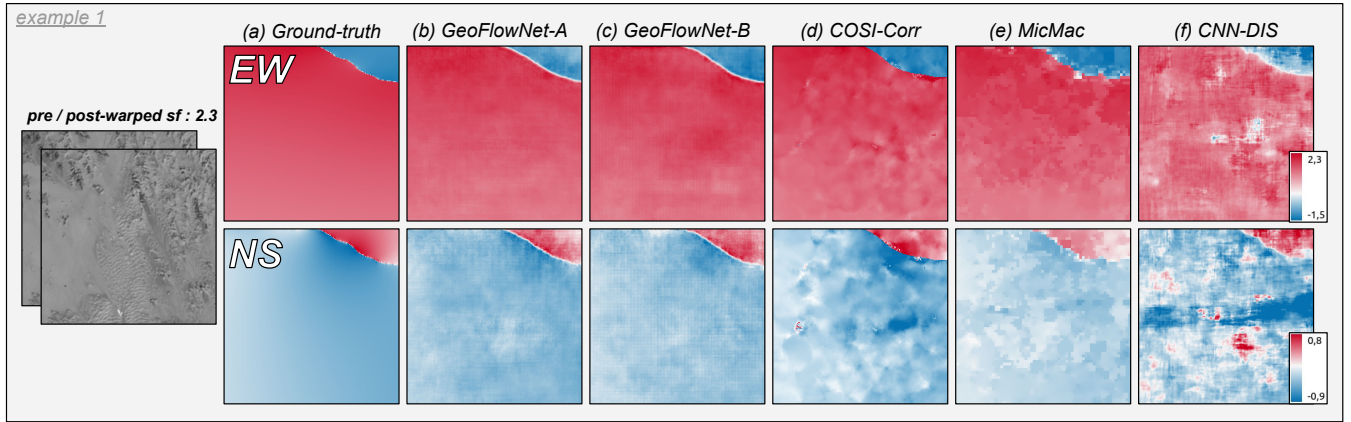 example 1
(a) Ground-truth
(b) GeoFlowNet-A
(c) GeoFlowNet-B
(d) COSI-Corr
(e) MicMac
(f) CNN-DIS
EW
pre / post-warped sf : 2.3
2,3
-1,5
NS
0,8
-0,9